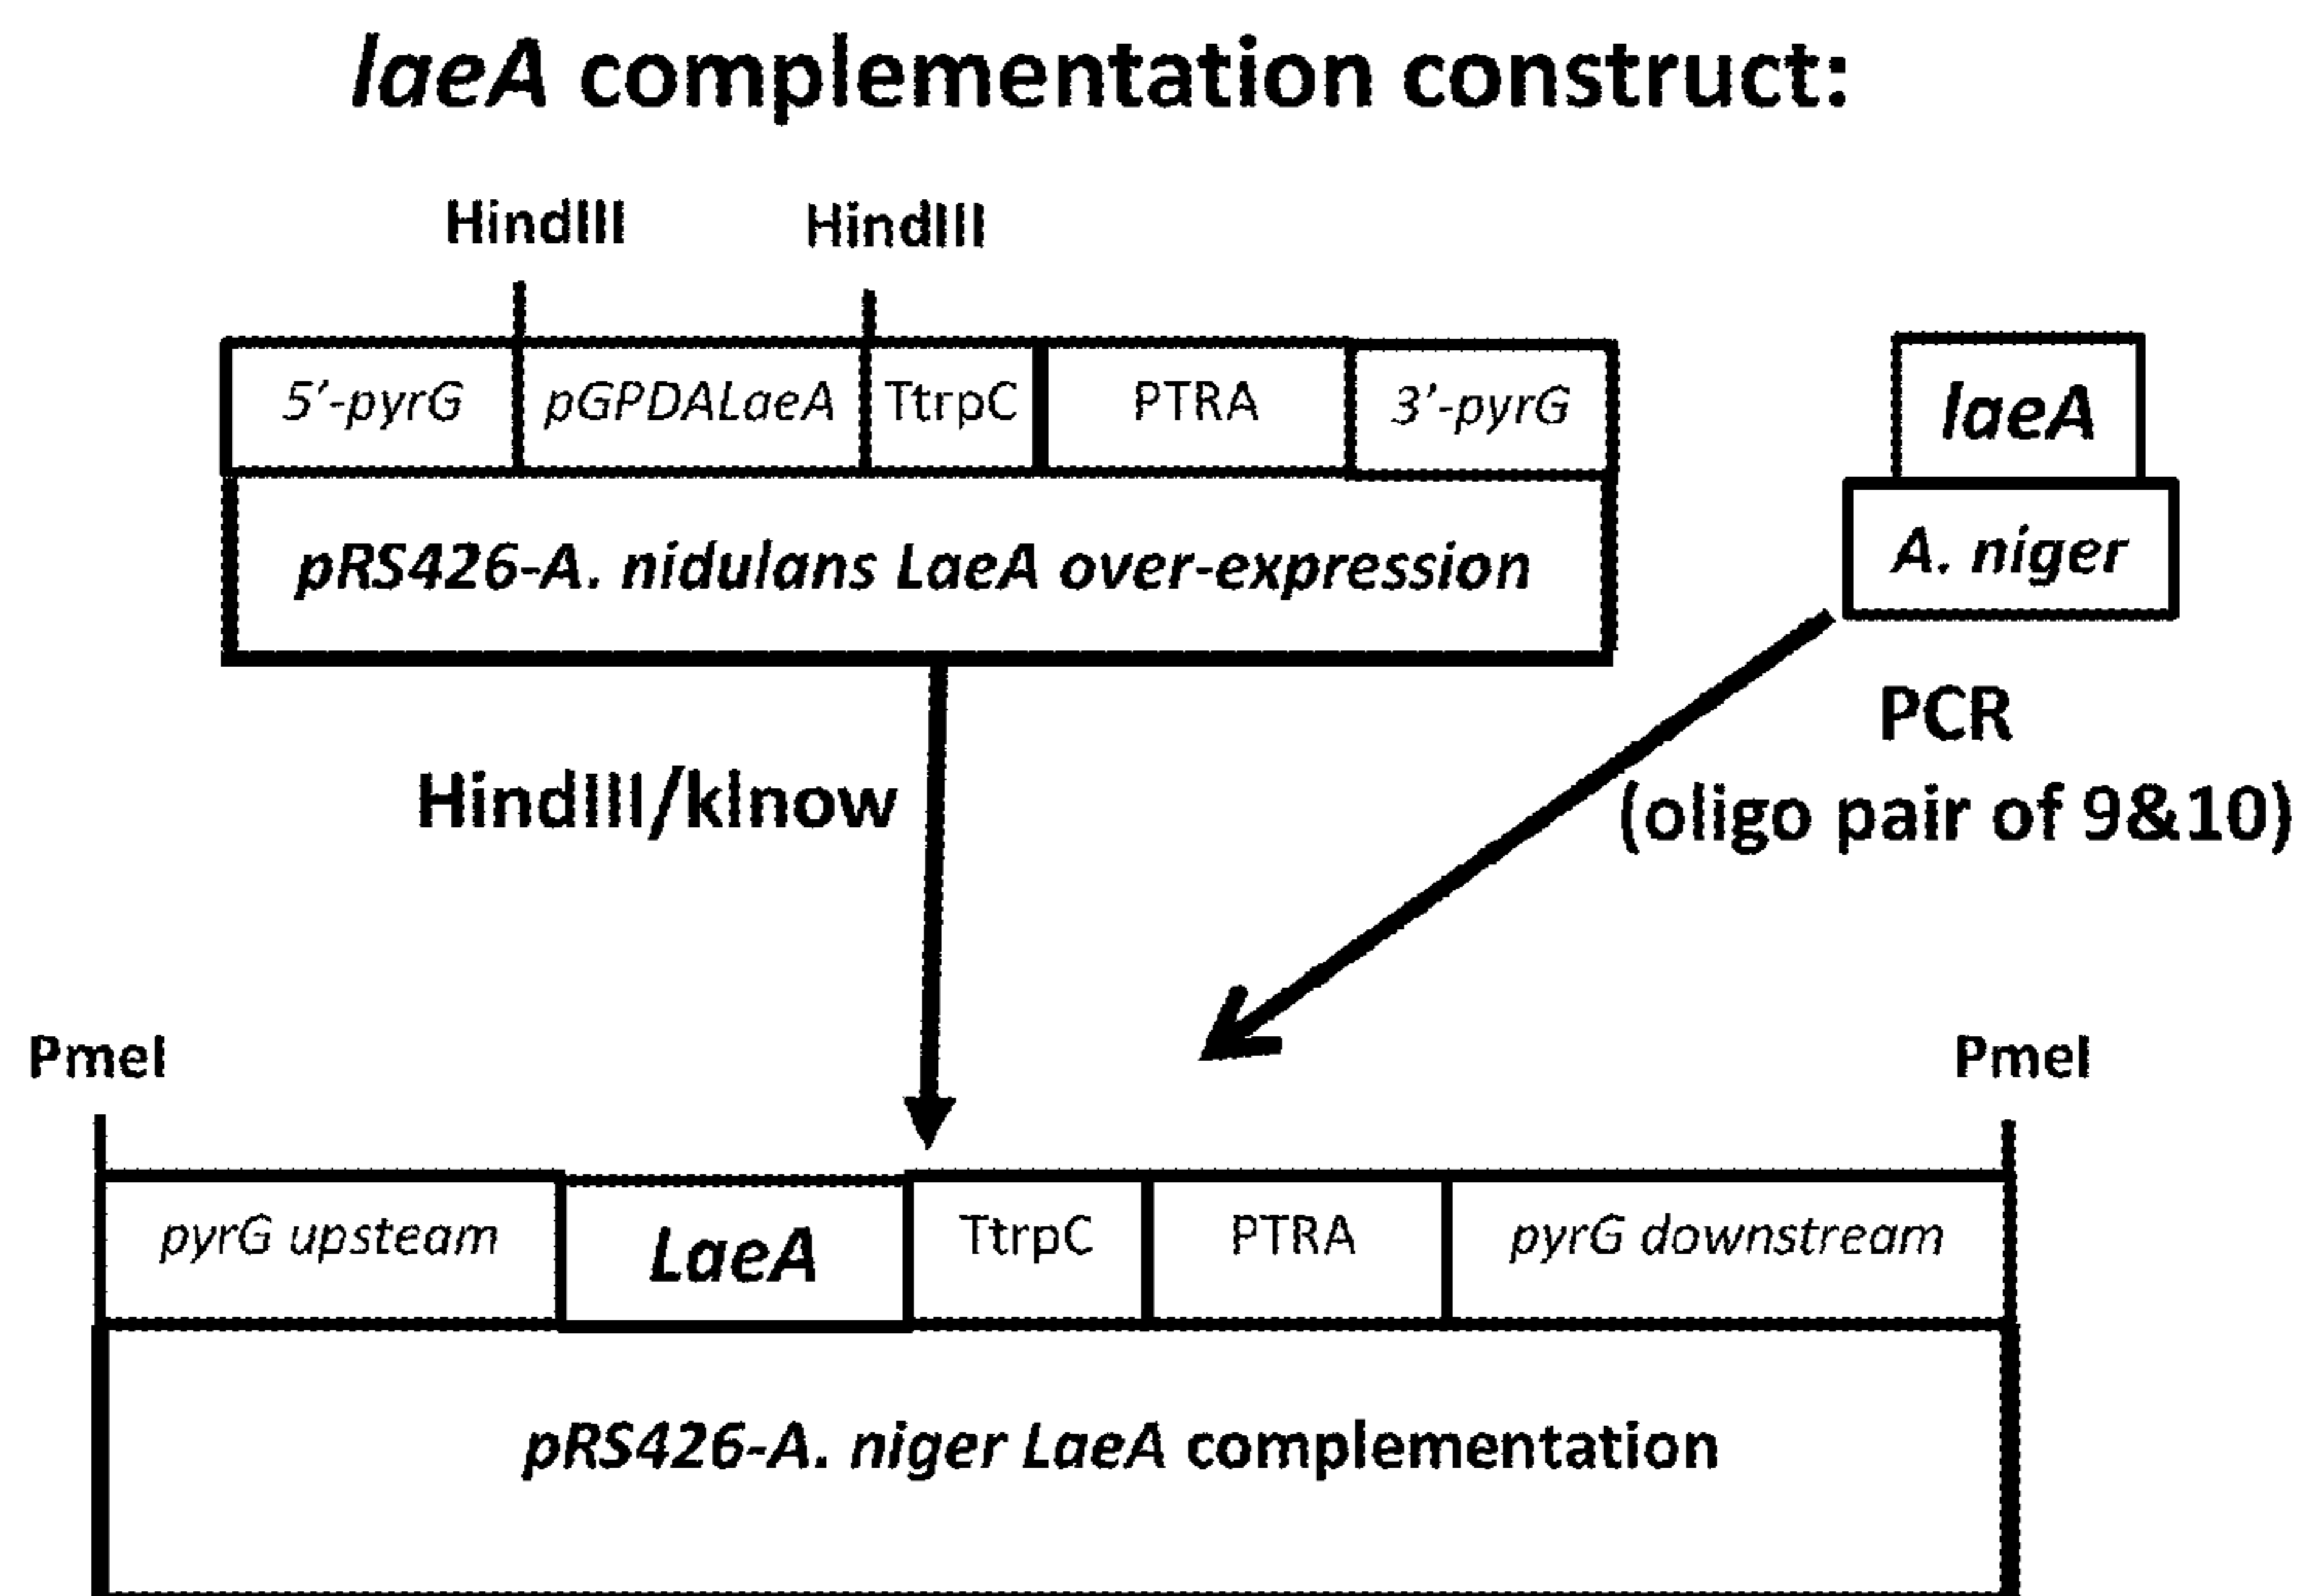 laeA complementation construct:
HindIII HindIII
5'-pyrG pGPDALaeA TtrpC PTRA 3'-pyrG
laeA
pRS426-A. nidulans LaeA over-expression
A. niger
PCR
HindIII/klnow
(oligo pair of 9&10)
PmeI PmeI
pyrG upsteam LaeA TtrpC PTRA pyrG downstream
pRS426-A. niger LaeA complementation